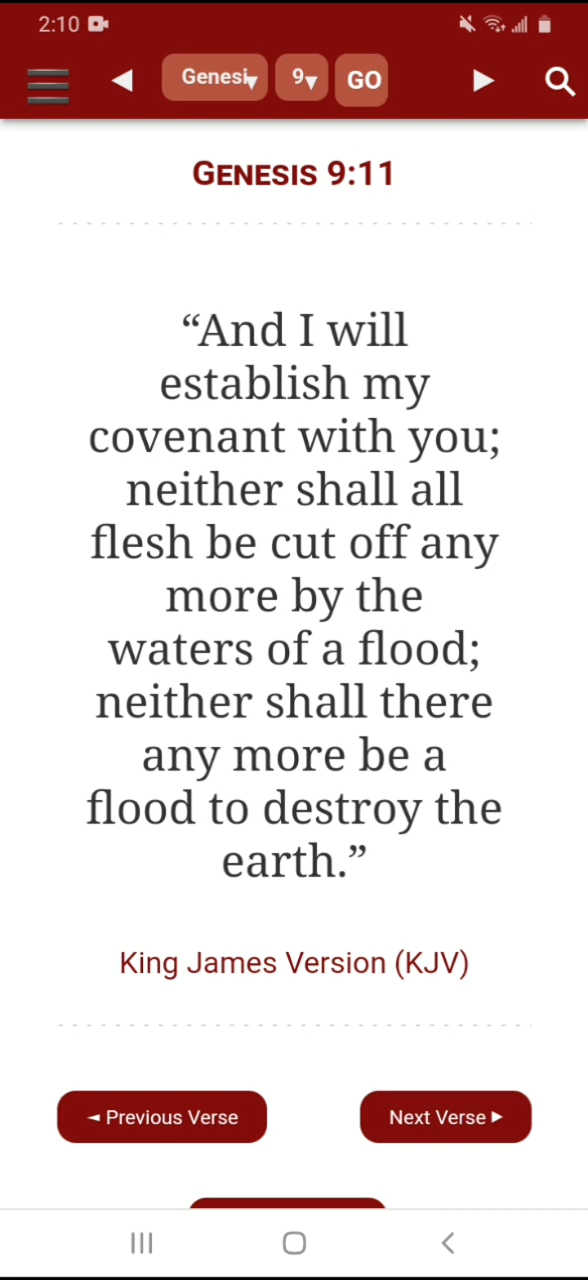 2:10
Genesi 9 GO
GENESIS 9:11
“And I will
establish my
covenant with you;
neither shall all
flesh be cut off any
more by the
waters of a flood;
neither shall there
any more be a
flood to destroy the
earth.”
King James Version (KJV)
◄ Previous Verse
Next Verse ►